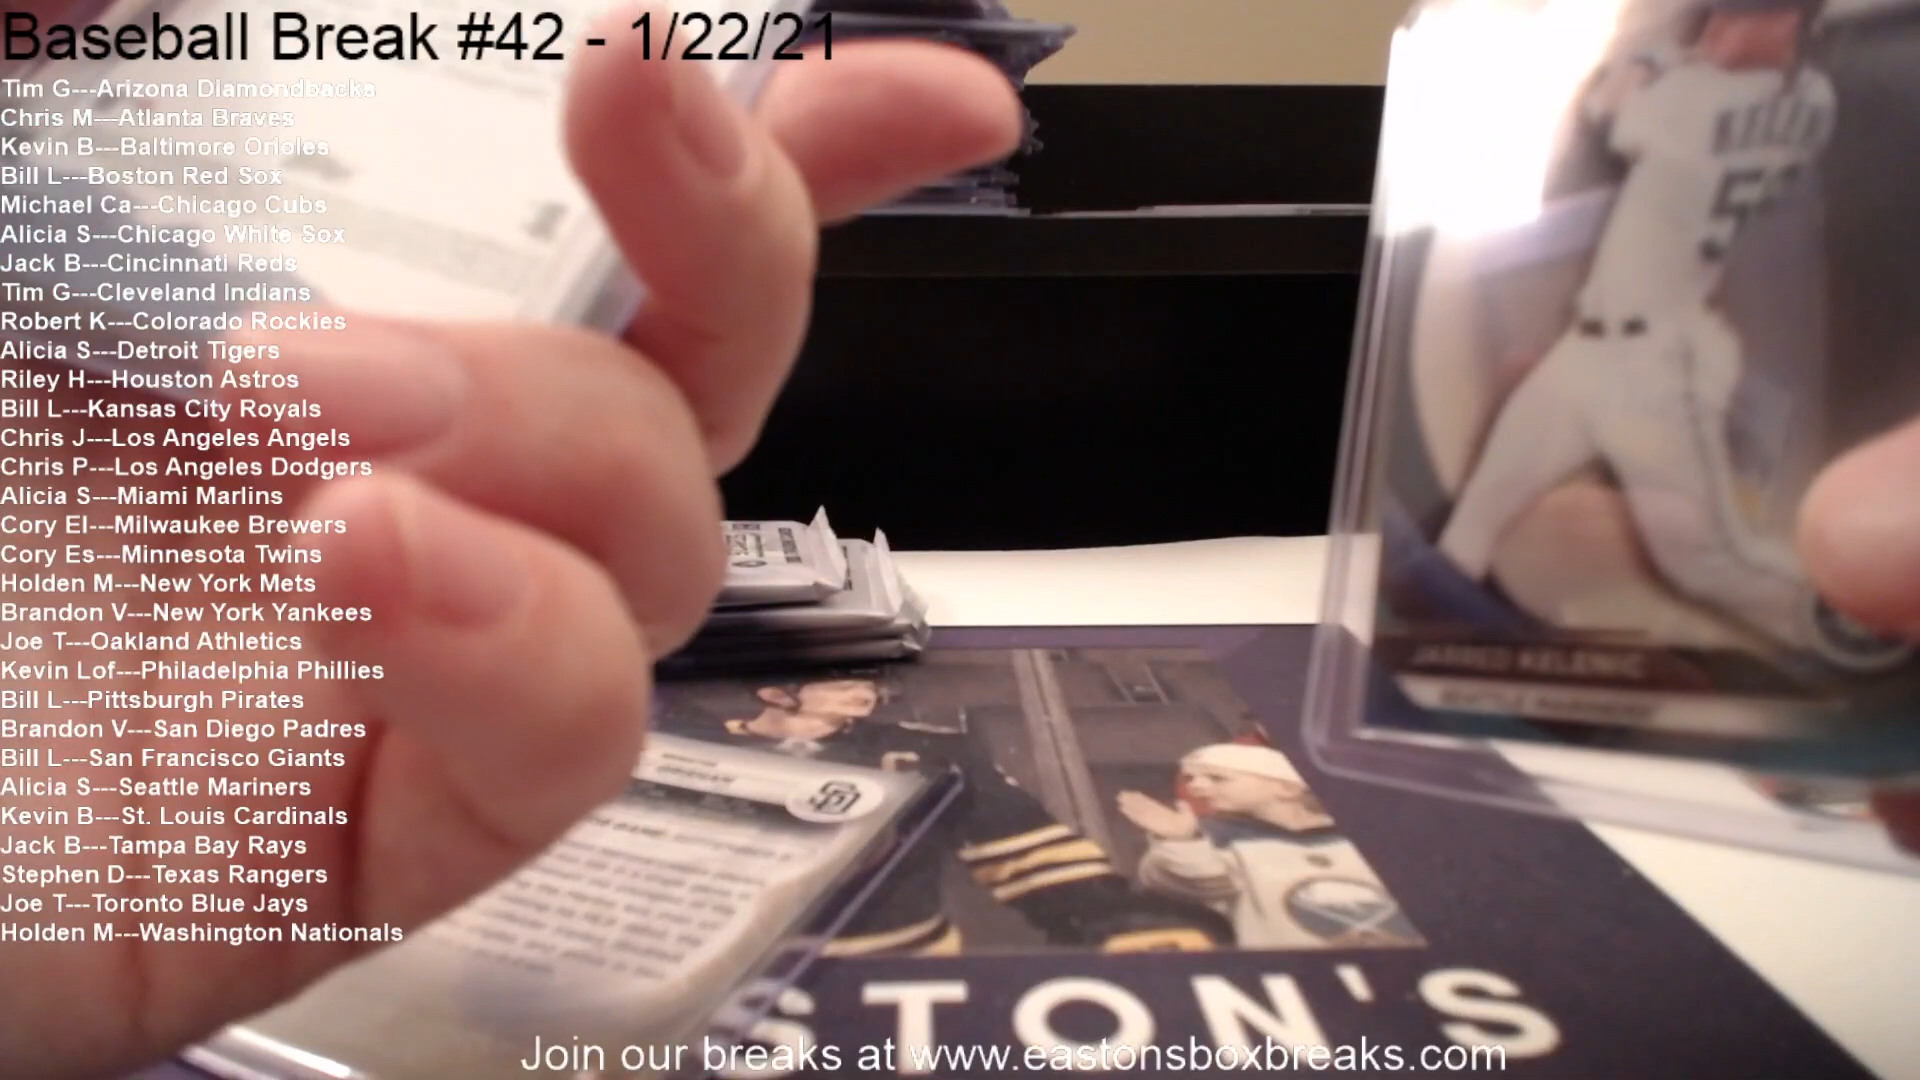 Baseball Break #42 - 1/22/21
Tim G---Arizona Diamondbacks
Chris M---Atlanta Braves
Kevin B---Baltimore Orioles
Bill L---Boston Red Sox
Michael Ca---Chicago Cubs
Alicia S---Chicago White Sox
Jack B---Cincinnati Reds
Tim G---Cleveland Indians
Robert K---Colorado Rockies
Alicia S---Detroit Tigers
Riley H---Houston Astros
Bill L---Kansas City Royals
Chris J---Los Angeles Angels
Chris P---Los Angeles Dodgers
Alicia S---Miami Marlins
Cory El---Milwaukee Brewers
Cory Es---Minnesota Twins
Holden M---New York Mets
Brandon V---New York Yankees
Joe T---Oakland Athletics
Kevin Lof---Philadelphia Phillies
Bill L---Pittsburgh Pirates
Brandon V---San Diego Padres
Bill L---San Francisco Giants
Alicia S---Seattle Mariners
Kevin B---St. Louis Cardinals
Jack B---Tampa Bay Rays
Stephen D---Texas Rangers
Joe T---Toronto Blue Jays
Holden M---Washington Nationals
JARRED KELENIC
SEATTLE MARINERS
SD
STON'S
Join our breaks at www.eastonsboxbreaks.com